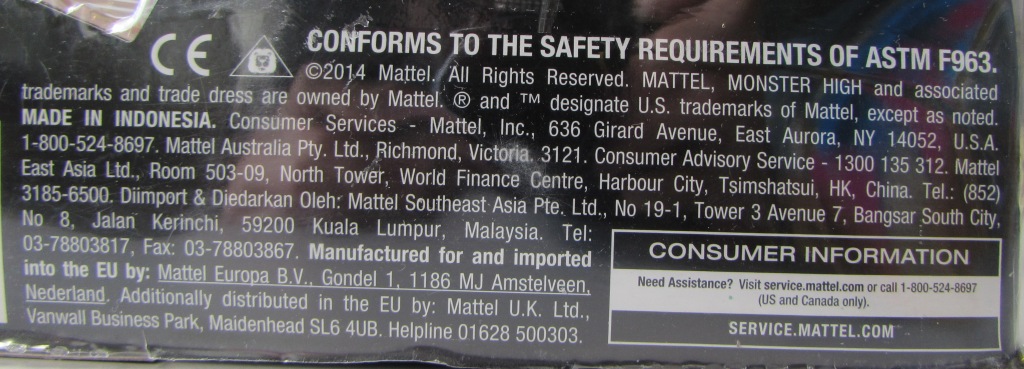 CE CONFORMS TO THE SAFETY REQUIREMENTS OF ASTM F963.
©2014 Mattel. All Rights Reserved. MATTEL, MONSTER HIGH and associated
trademarks and trade dress are owned by Mattel. ® and ™ designate U.S. trademarks of Mattel, except as noted.
MADE IN INDONESIA. Consumer Services - Mattel, Inc., 636 Girard Avenue, East Aurora, NY 14052, U.S.A.
1-800-524-8697. Mattel Australia Pty. Ltd., Richmond, Victoria. 3121. Consumer Advisory Service - 1300 135 312. Mattel
East Asia Ltd., Room 503-09, North Tower, World Finance Centre, Harbour City, Tsimshatsui, HK, China. Tel.: (852)
3185-6500. Diimport & Diedarkan Oleh: Mattel Southeast Asia Pte. Ltd., No 19-1, Tower 3 Avenue 7, Bangsar South City,
No 8, Jalan Kerinchi, 59200 Kuala Lumpur, Malaysia. Tel:
03-78803817, Fax: 03-78803867. Manufactured for and imported
into the EU by: Mattel Europa B.V., Gondel 1, 1186 MJ Amstelveen,
Nederland. Additionally distributed in the EU by: Mattel U.K. Ltd.,
Vanwall Business Park, Maidenhead SL6 4UB. Helpline 01628 500303.
CONSUMER INFORMATION
Need Assistance? Visit service.mattel.com or call 1-800-524-8697
(US and Canada only).
SERVICE.MATTEL.COM